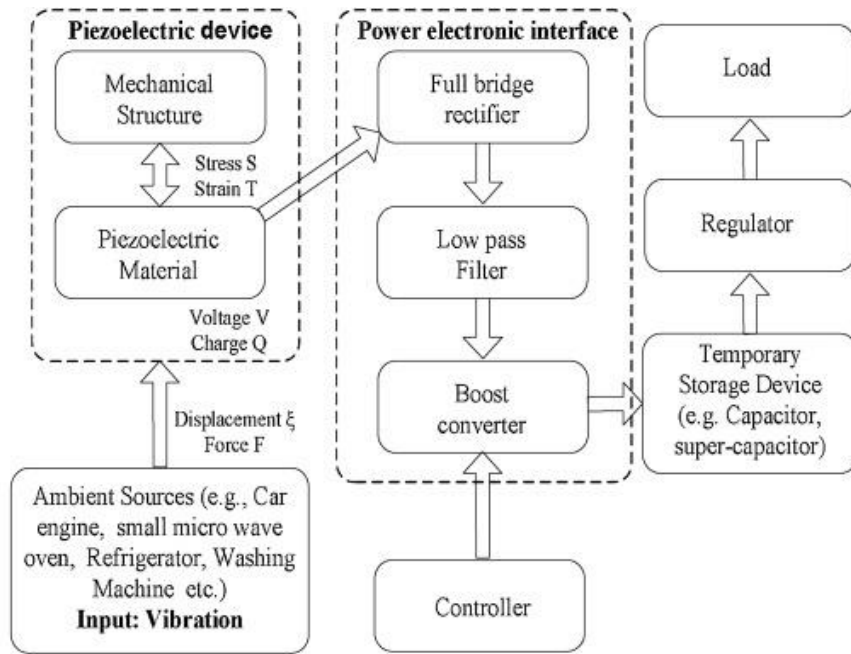 Piezoelectric device
Mechanical
Structure
Stress S
Strain T
Piezoelectric
Material
Voltage V
Charge Q
Displacement ξ
Force F
Ambient Sources (e.g., Car
engine, small micro wave
oven, Refrigerator, Washing
Machine etc.)
Input: Vibration
Power electronic interface
Full bridge
rectifier
Low pass
Filter
Boost
converter
Controller
Load
Regulator
Temporary
Storage Device
(e.g. Capacitor,
super-capacitor)